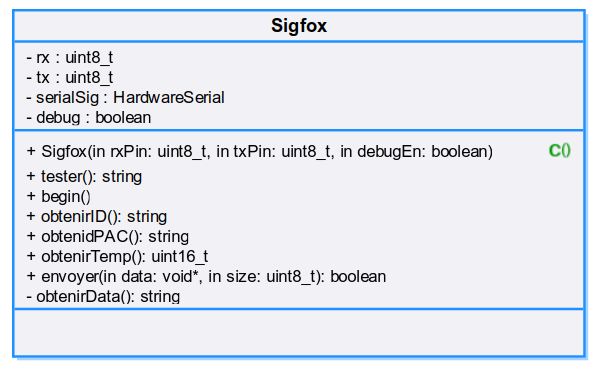 Sigfox
- rx : uint8_t
- tx : uint8_t
- serialSig : HardwareSerial
- debug : boolean
+ Sigfox(in rxPin: uint8_t, in txPin: uint8_t, in debugEn: boolean) C()
+ tester(): string
+ begin()
+ obtenirID(): string
+ obtenidPAC(): string
+ obtenirTemp(): uint16_t
+ envoyer(in data: void*, in size: uint8_t): boolean
- obtenirData(): string